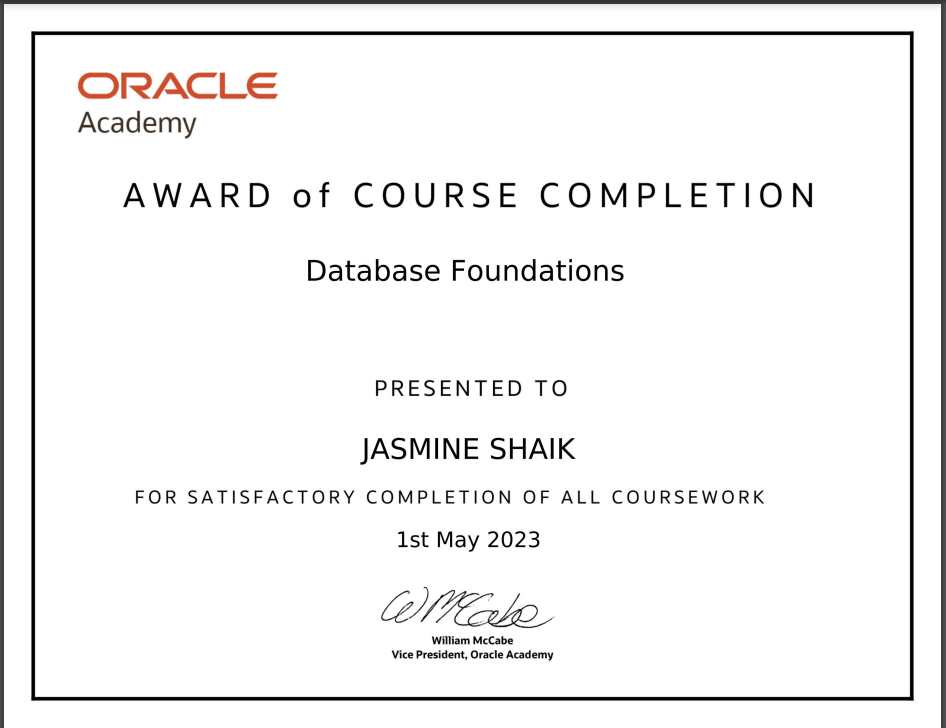 ORACLE
Academy
AWARD of COURSE COMPLETION
Database Foundations
PRESENTED TO
JASMINE SHAIK
FOR SATISFACTORY COMPLETION OF ALL COURSEWORK
1st May 2023
W McCabe
William McCabe
Vice President, Oracle Academy